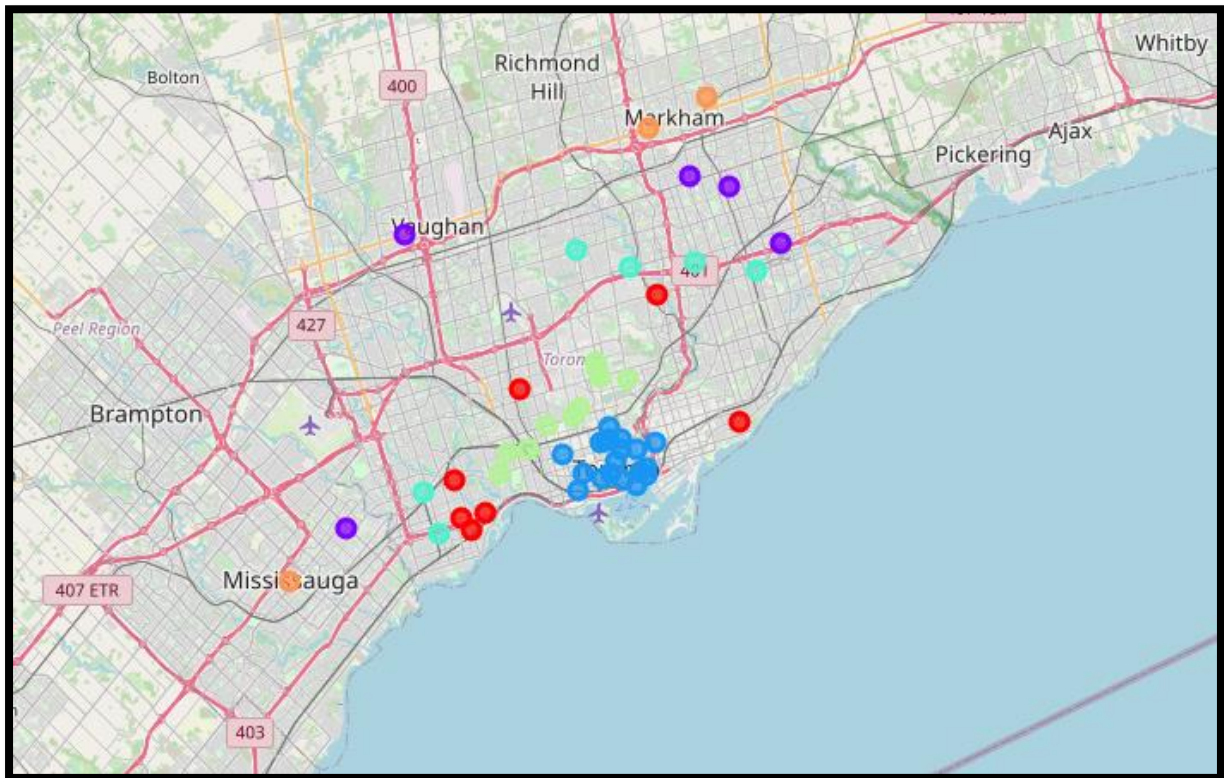 Whitby
Richmond
Hill
Bolton
400
Markham
Ajax
Pickering
Vaughan
401
427
Peel Region
Brampton
Mississauga
407 ETR
403